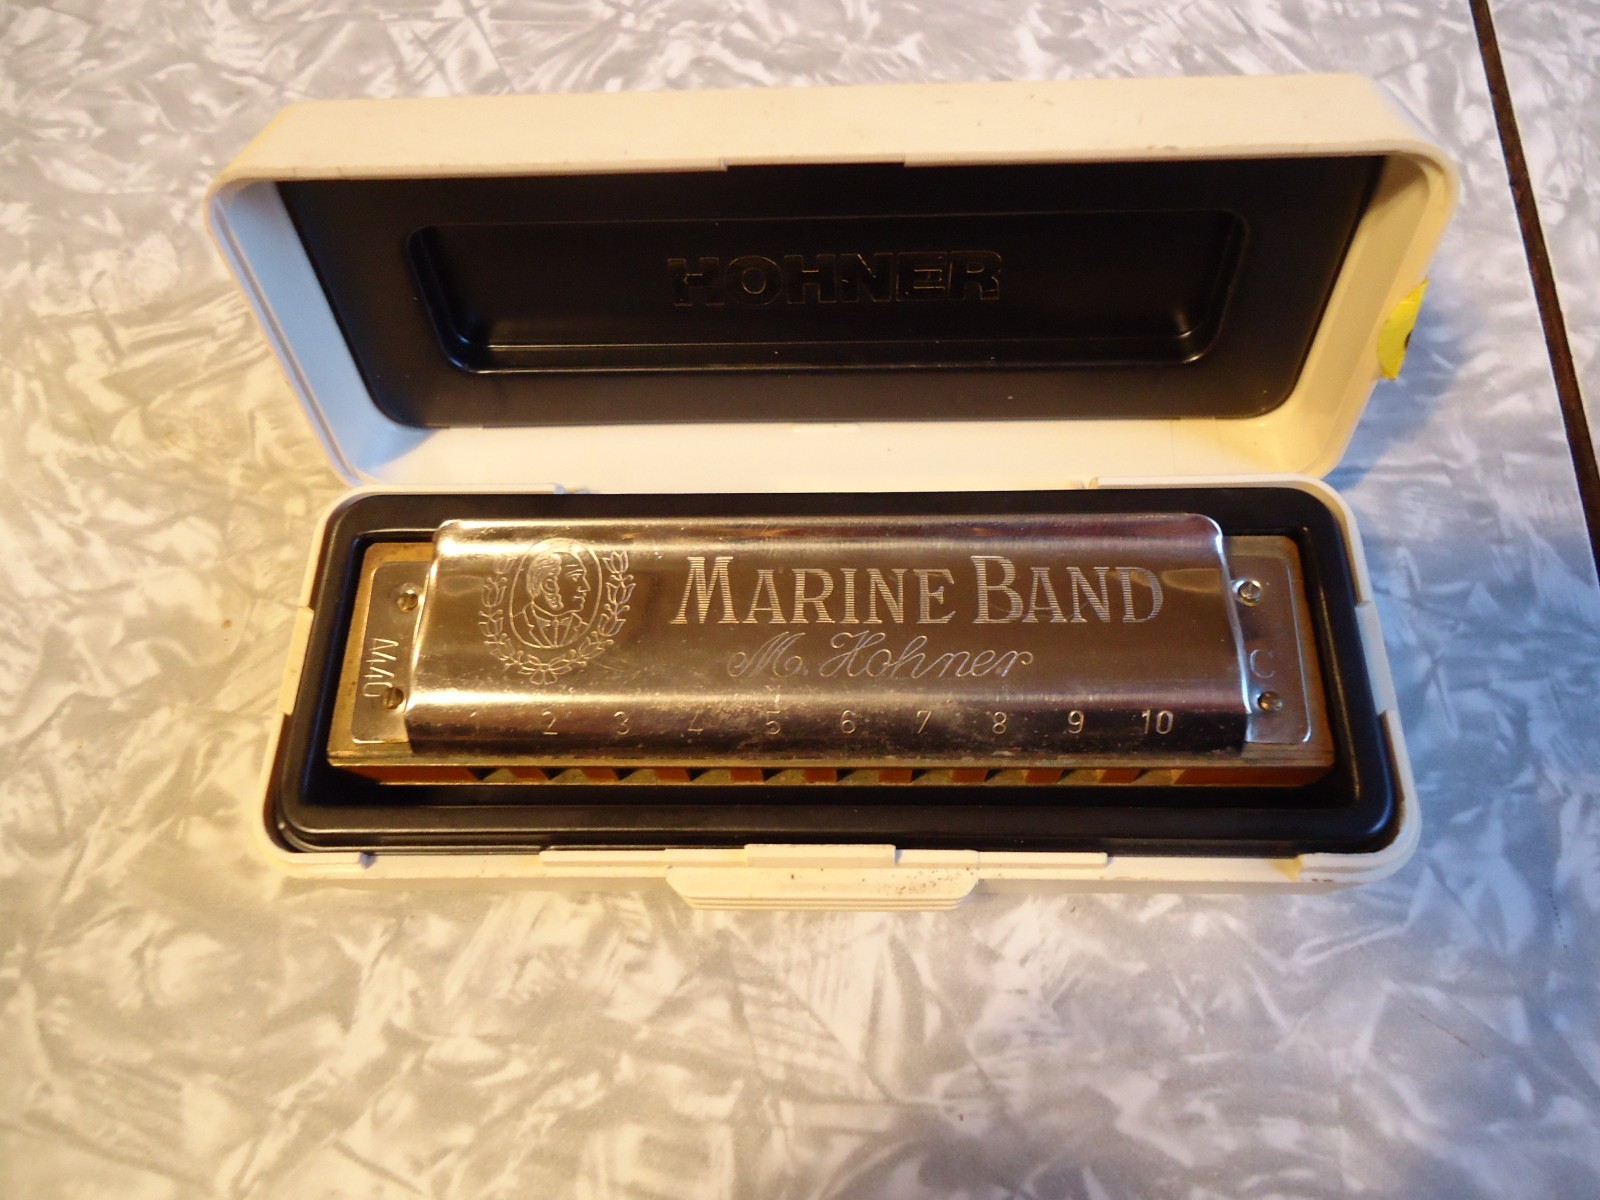 HOHNER
MARINE BAND
M. Hohner
C
1 2 3 4 5 6 7 8 9 10